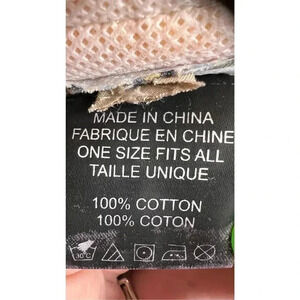 MADE IN CHINA
FABRIQUE EN CHINE
ONE SIZE FITS ALL
TAILLE UNIQUE
100% COTTON
100% COTON
30°C